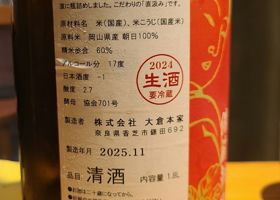 に瓶詰めしました。こだわりの「直汲み」です。
原材料名 米（国産）、米こうじ（国産米）
原料米 岡山県産 朝日100%
精米歩合 60%
アルコール分 17度
日本酒度 -1
酸度 2.7
酵母 協会701号
2024
生酒
要冷蔵
製造者 株式会社 大倉本家
奈良県香芝市鎌田692
製造年月 2025.11
品目 清酒 内容量 1.8L